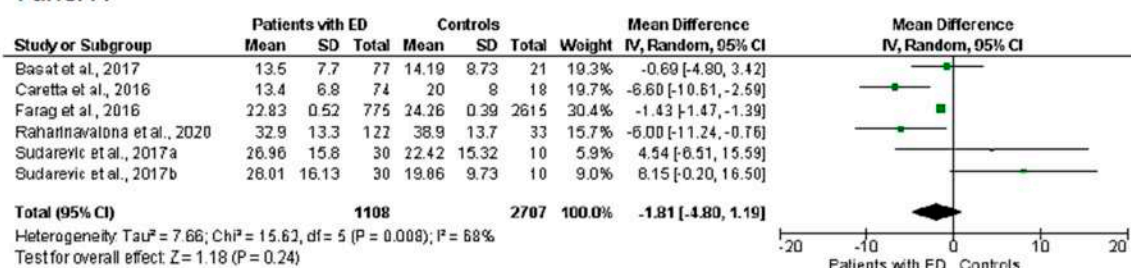 Patients with ED Controls Mean Difference Mean Difference
Study or Subgroup Mean SD Total Mean SD Total Weight IV, Random, 95% CI IV, Random, 95% CI
Basat et al., 2017 13.5 7.7 77 14.19 8.73 21 19.3% -0.69 [-4.80, 3.42]
Caretta et al., 2016 13.4 6.8 74 20 8 18 19.7% -6.60 [-10.61, -2.59]
Farag et al., 2016 22.83 0.52 775 24.26 0.39 2615 30.4% -1.43 [-1.47, -1.39]
Raharinavalona et al., 2020 32.9 13.3 122 38.9 13.7 33 15.7% -6.00 [-11.24, -0.76]
Sudarevic et al., 2017a 26.96 15.8 30 22.42 15.32 10 5.9% 4.54 [-6.51, 15.59]
Sudarevic et al., 2017b 28.01 16.13 30 19.86 9.73 10 9.0% 8.15 [-0.20, 16.50]
Total (95% CI) 1108 2707 100.0% -1.81 [-4.80, 1.19]
Heterogeneity: Tau² = 7.66; Chi² = 15.62, df = 5 (P = 0.008); I² = 68%
Test for overall effect: Z = 1.18 (P = 0.24)
-20 -10 0 10 20
Patients with ED Controls